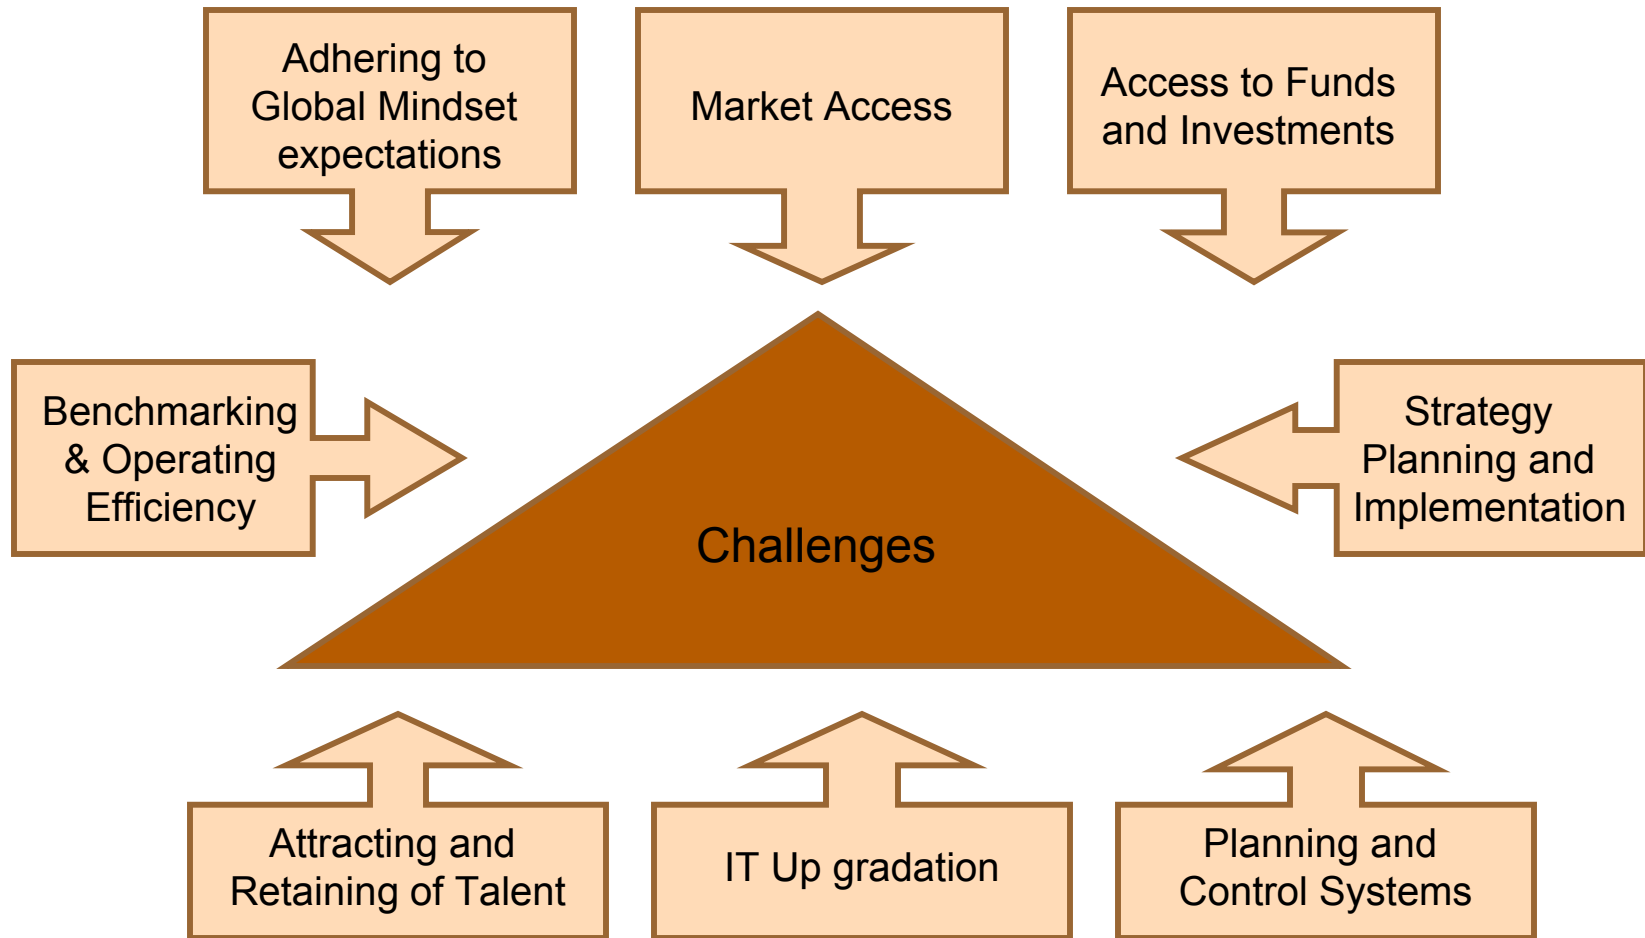 Adhering to
Global Mindset
expectations
Market Access
Access to Funds
and Investments
Benchmarking
& Operating
Efficiency
Strategy
Planning and
Implementation
Challenges
Attracting and
Retaining of Talent
IT Up gradation
Planning and
Control Systems